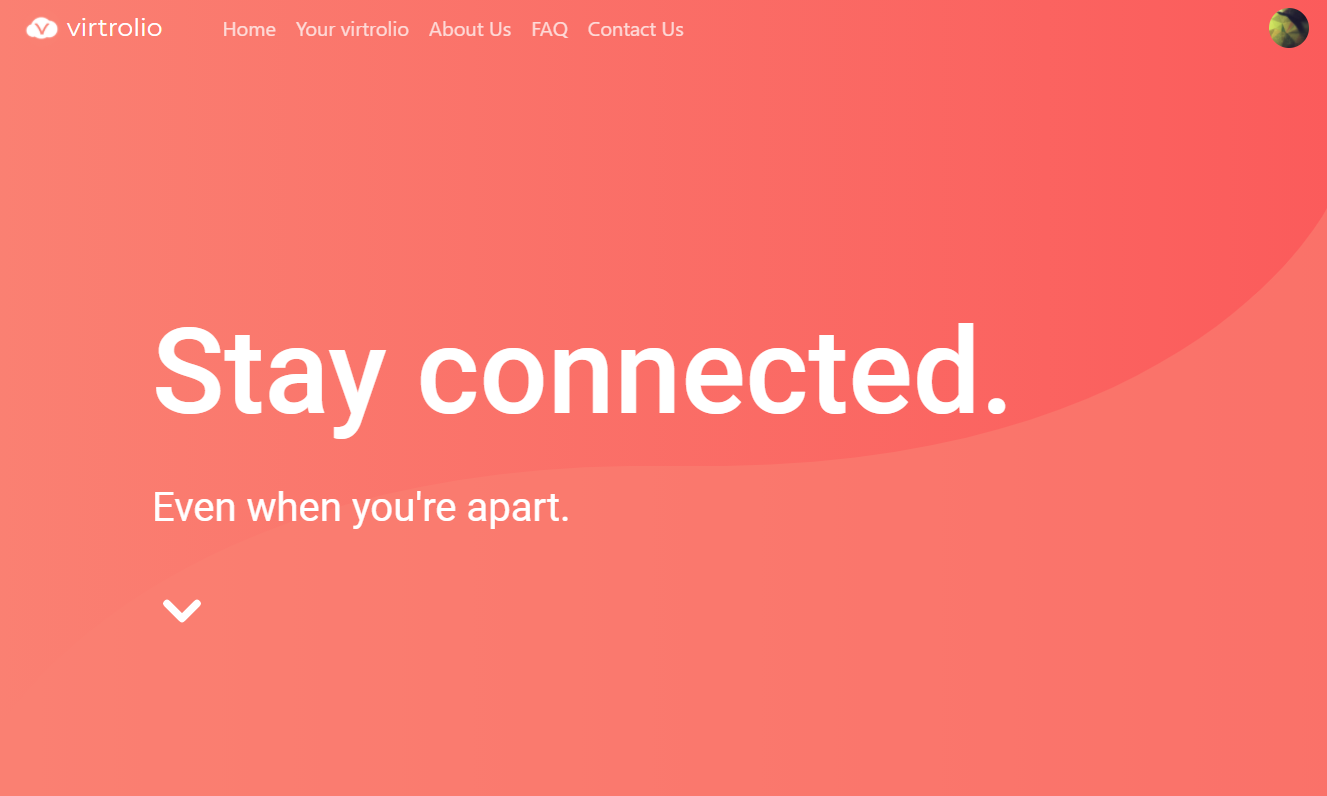 virtrolio Home Your virtrolio About Us FAQ Contact Us
Stay connected.
Even when you're apart.